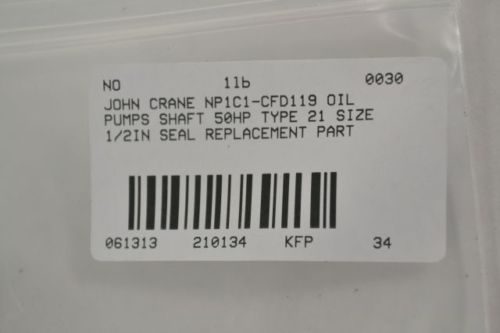 NO 1lb 0030
JOHN CRANE NP1C1-CFD119 OIL
PUMPS SHAFT 50HP TYPE 21 SIZE
1/2IN SEAL REPLACEMENT PART
061313 210134 KFP 34